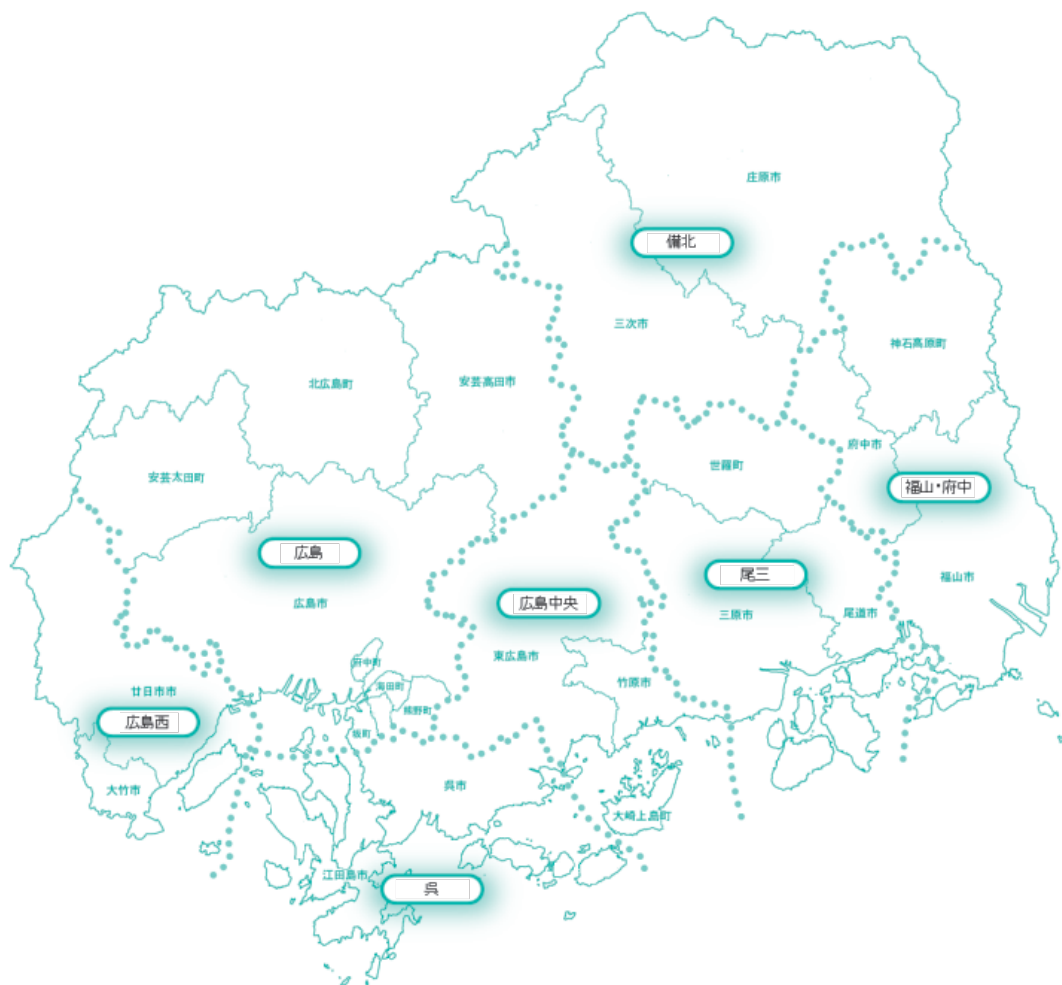 庄原市
備北
三次市
神石高原町
北広島町
安芸高田市
府中市
世羅町
安芸太田町
福山・府中
広島
尾三
福山市
広島市
広島中央
三原市
尾道市
東広島市
府中町
竹原市
海田町
廿日市市
熊野町
広島西
坂町
呉市
大竹市
大崎上島町
江田島市
呉